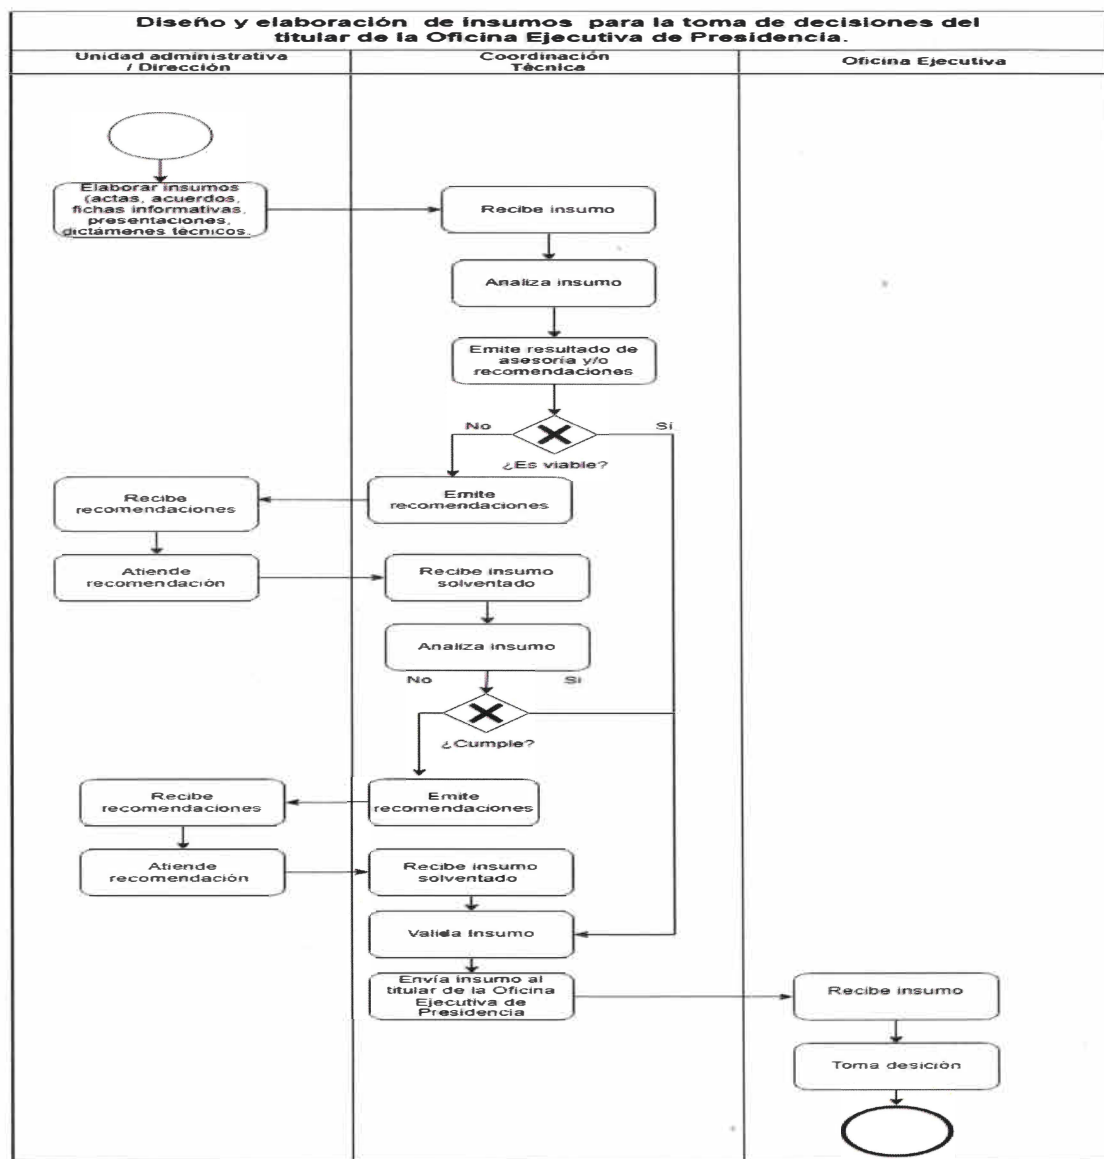 Diseño y elaboración de insumos para la toma de decisiones del
titular de la Oficina Ejecutiva de Presidencia.
Unidad administrativa
/ Dirección
Coordinación
Técnica
Oficina Ejecutiva
Elaborar insumos
(actas, acuerdos,
fichas informativas,
presentaciones,
dictámenes técnicos.
Recibe insumo
Analiza insumo
Emite resultado de
asesoría y/o
recomendaciones
No
Sí
¿Es viable?
Recibe
recomendaciones
Emite
recomendaciones
Atiende
recomendación
Recibe insumo
solventado
Analiza insumo
No
Sí
¿Cumple?
Recibe
recomendaciones
Emite
recomendaciones
Atiende
recomendación
Recibe insumo
solventado
Valida Insumo
Envía insumo al
titular de la Oficina
Ejecutiva de
Presidencia
Recibe insumo
Toma desición